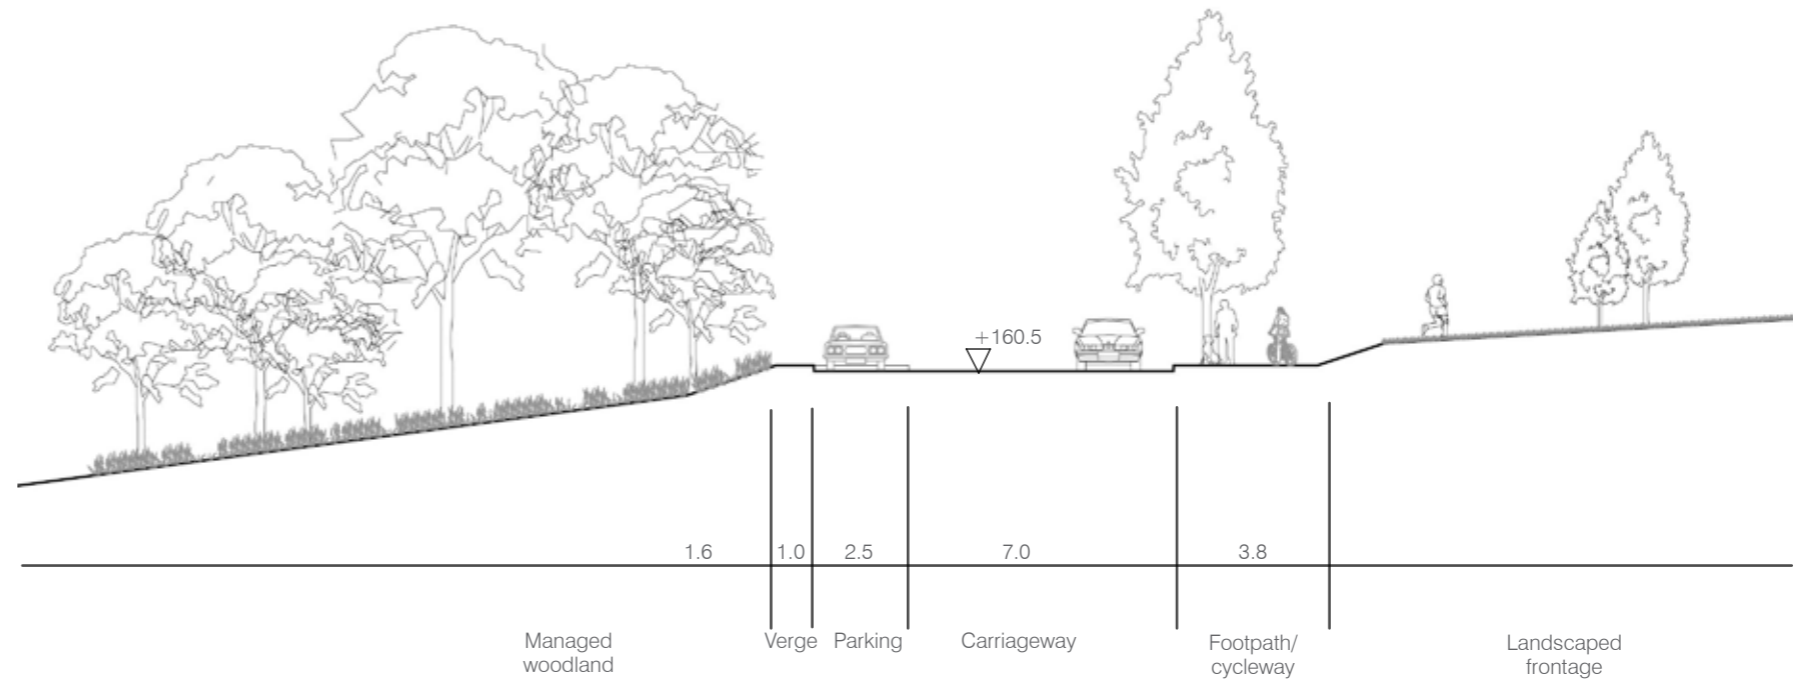 +160.5
1.6
1.0
2.5
7.0
3.8
Managed
woodland
Verge
Parking
Carriageway
Footpath/
cycleway
Landscaped
frontage